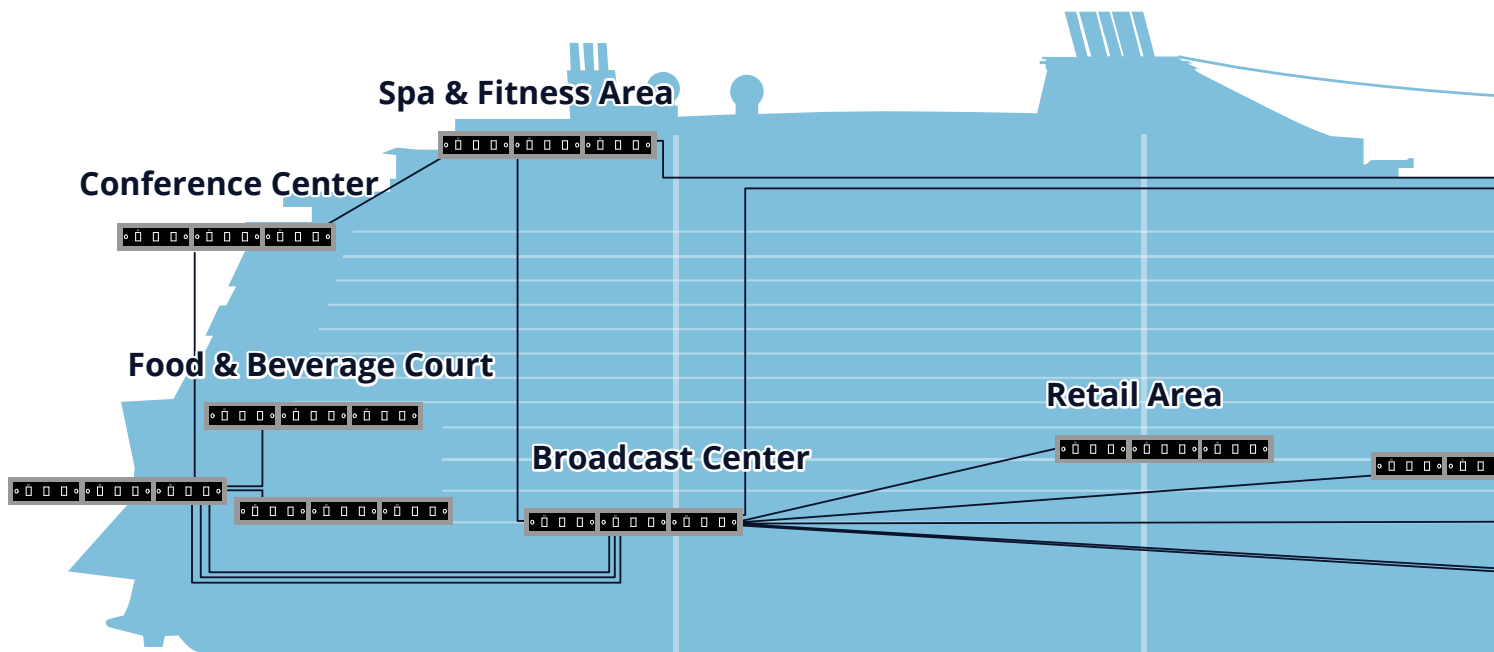 Spa & Fitness Area
Conference Center
Food & Beverage Court
Retail Area
Broadcast Center